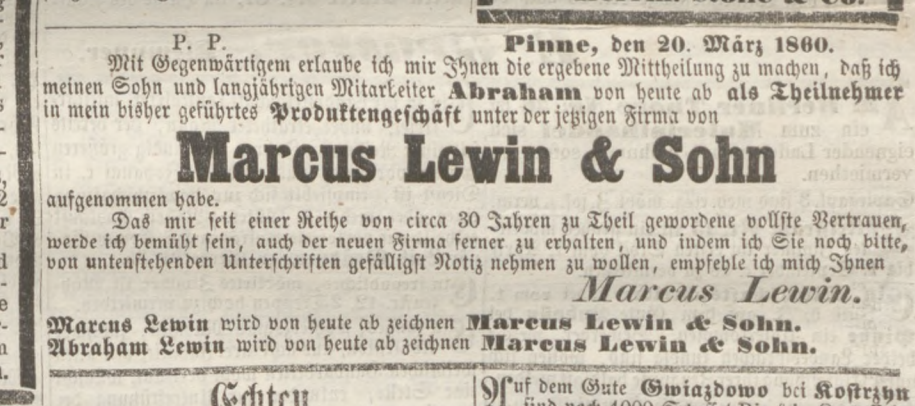 P. P. Pinne, den 20. März 1860.
Mit Gegenwärtigem erlaube ich mir Ihnen die ergebene Mittheilung zu machen, daß ich
meinen Sohn und langjährigen Mitarbeiter Abraham von heute ab als Theilnehmer
in mein bisher geführtes Produktengeschäft unter der jetzigen Firma von
Marcus Lewin & Sohn
aufgenommen habe.
Das mir seit einer Reihe von circa 30 Jahren zu Theil gewordene vollste Vertrauen,
werde ich bemüht sein, auch der neuen Firma ferner zu erhalten, und indem ich Sie noch bitte,
von untenstehenden Unterschriften gefälligst Notiz nehmen zu wollen, empfehle ich mich Ihnen
Marcus Lewin.
Marcus Lewin wird von heute ab zeichnen Marcus Lewin & Sohn.
Abraham Lewin wird von heute ab zeichnen Marcus Lewin & Sohn.
Echten
Auf dem Gute Gwiazdowo bei Kostrzyn